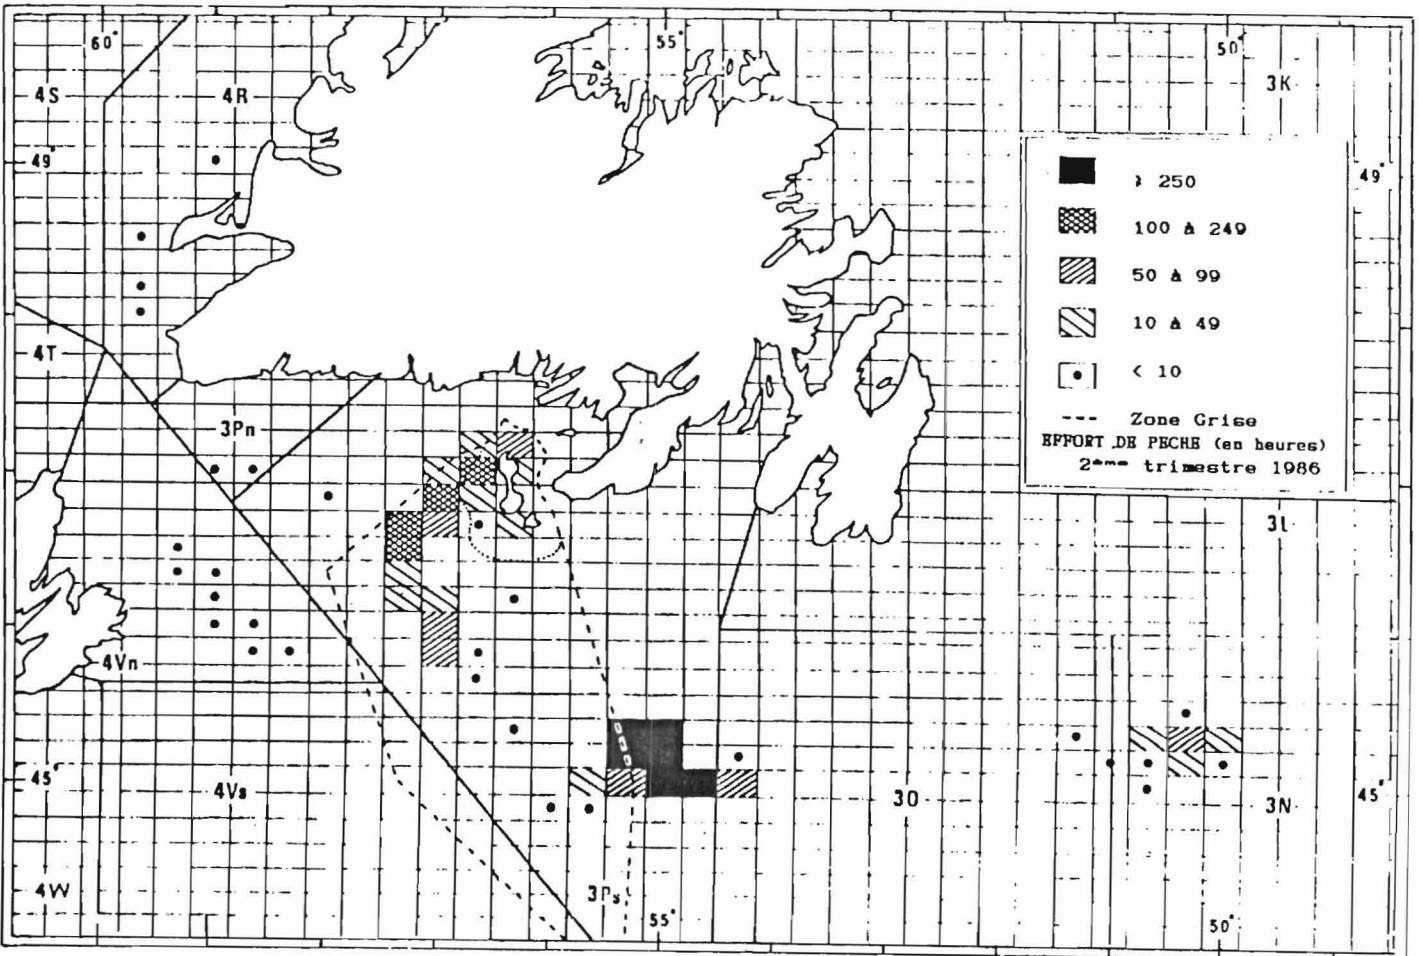 60° 55° 50°
4S 4R 3K
49° 49°
⩾ 250
100 à 249
50 à 99
10 à 49
< 10
Zone Grise
EFFORT DE PECHE (en heures)
2ème trimestre 1986
4T
3Pn
3L
4Vn
45° 4Vs 3O 3N 45°
4W 3Ps 55° 50°